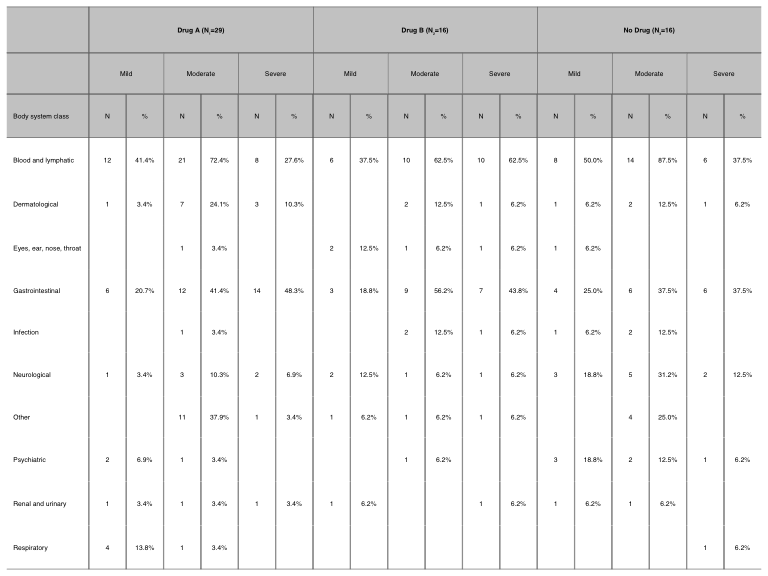 Drug A (N1=29) Drug B (N2=16) No Drug (N3=16)
Mild Moderate Severe Mild Moderate Severe Mild Moderate Severe
Body system class N % N % N % N % N % N % N % N % N %
Blood and lymphatic 12 41.4% 21 72.4% 8 27.6% 6 37.5% 10 62.5% 10 62.5% 8 50.0% 14 87.5% 6 37.5%
Dermatological 1 3.4% 7 24.1% 3 10.3% 2 12.5% 1 6.2% 1 6.2% 2 12.5% 1 6.2%
Eyes, ear, nose, throat 1 3.4% 2 12.5% 1 6.2% 1 6.2% 1 6.2%
Gastrointestinal 6 20.7% 12 41.4% 14 48.3% 3 18.8% 9 56.2% 7 43.8% 4 25.0% 6 37.5% 6 37.5%
Infection 1 3.4% 2 12.5% 1 6.2% 1 6.2% 2 12.5%
Neurological 1 3.4% 3 10.3% 2 6.9% 2 12.5% 1 6.2% 1 6.2% 3 18.8% 5 31.2% 2 12.5%
Other 11 37.9% 1 3.4% 1 6.2% 1 6.2% 1 6.2% 4 25.0%
Psychiatric 2 6.9% 1 3.4% 1 6.2% 3 18.8% 2 12.5% 1 6.2%
Renal and urinary 1 3.4% 1 3.4% 1 3.4% 1 6.2% 1 6.2% 1 6.2% 1 6.2%
Respiratory 4 13.8% 1 3.4% 1 6.2%